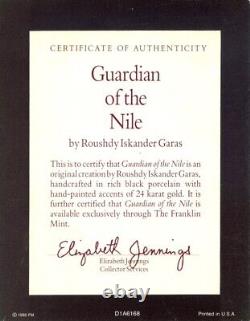 CERTIFICATE OF AUTHENTICITY
Guardian
of the
Nile
by Roushdy Iskander Garas
This is to certify that Guardian of the Nile is an
original creation by Roushdy Iskander Garas,
handcrafted in rich black porcelain with
hand-painted accents of 24 karat gold. It is
further certified that Guardian of the Nile is
available exclusively through The Franklin
Mint.
Elizabeth Jennings
Elizabeth Jennings
Collector Services
D1A6168
Printed in U.S.A.